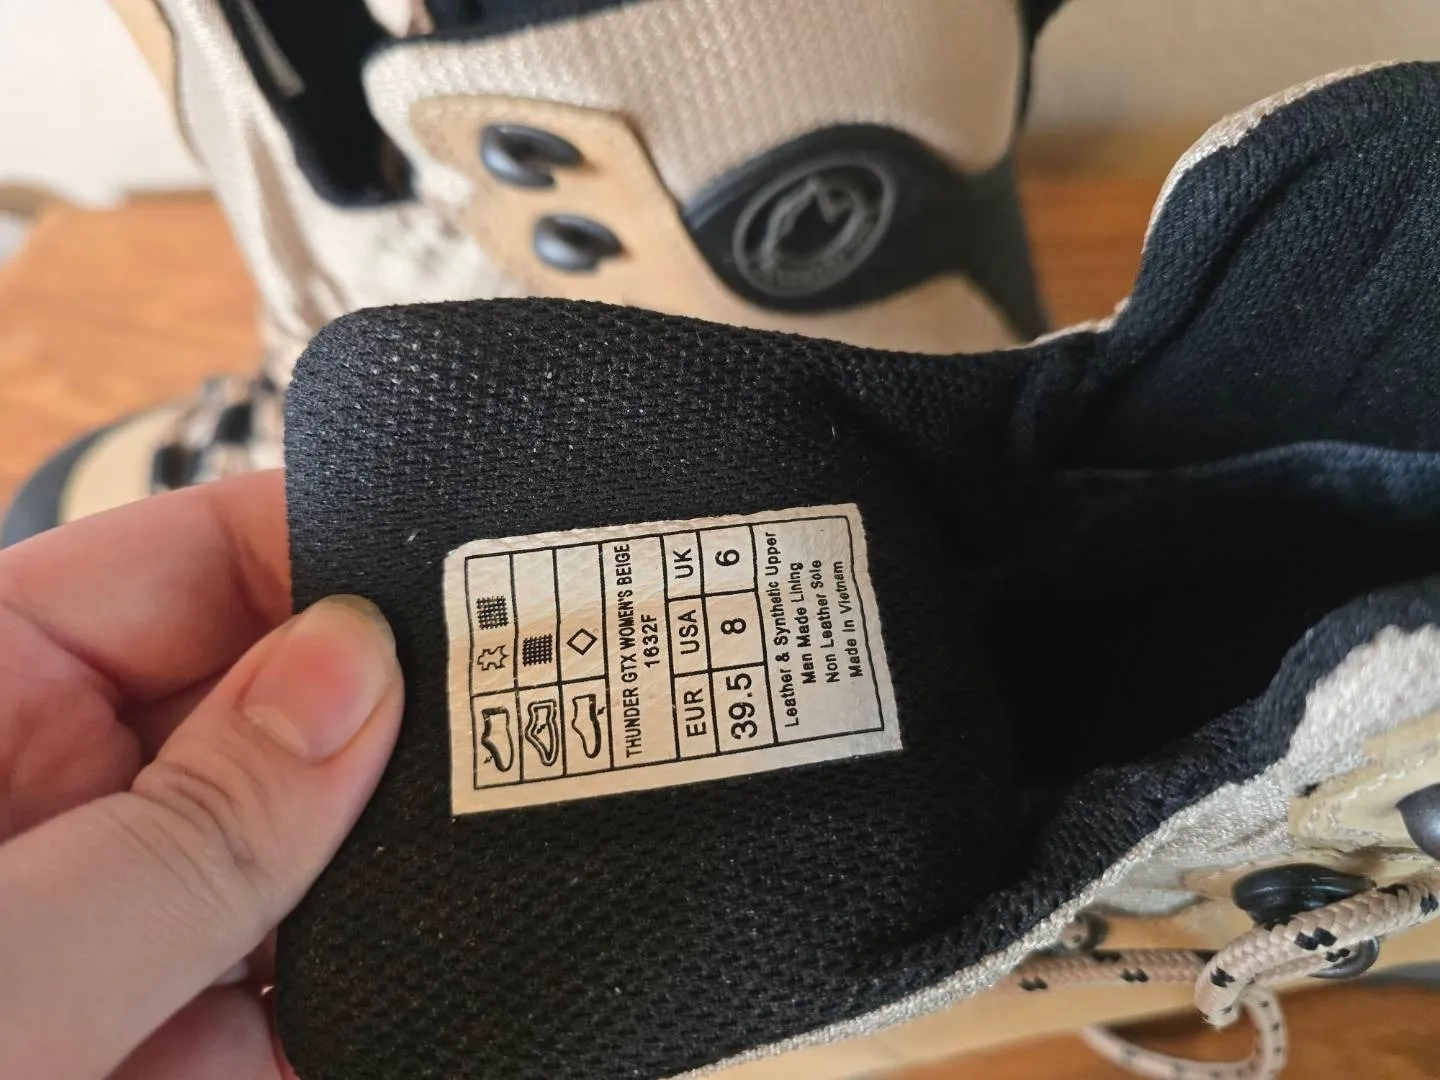 THUNDER GTX WOMEN'S BEIGE
1632F
EUR USA UK
39.5 8 6
Leather & Synthetic Upper
Man Made Lining
Non Leather Sole
Made In Vietnam